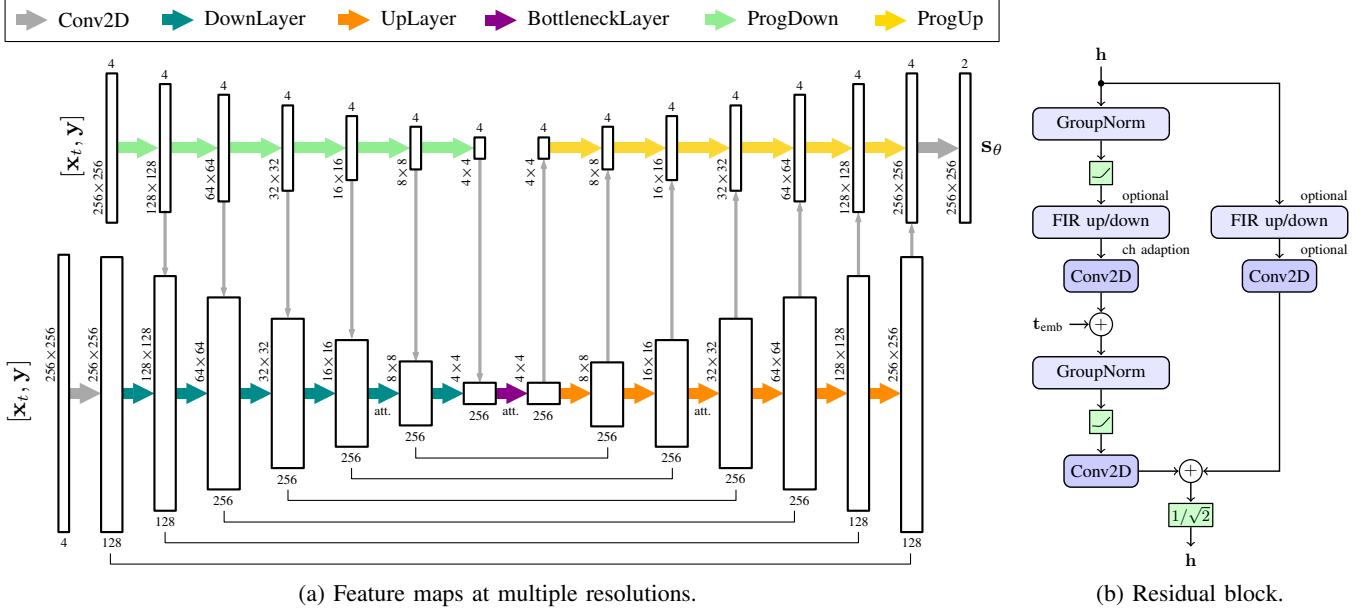 Conv2D DownLayer UpLayer BottleneckLayer ProgDown ProgUp
4 4 4 4 4 4 4 4 4 4 4 4 4 2
[x_t, y]
256×256 128×128 64×64 32×32 16×16 8×8 4×4 4×4 8×8 16×16 32×32 64×64 128×128 256×256 256×256
s_θ
[x_t, y]
256×256 256×256 128×128 64×64 32×32 16×16 8×8 4×4 4×4 8×8 16×16 32×32 64×64 128×128 256×256
att. att. att.
4 128 128 256 256 256 256 256 256 256 256 256 256 128 128
(a) Feature maps at multiple resolutions.
h
GroupNorm
optional optional
FIR up/down FIR up/down
ch adaption optional
Conv2D Conv2D
t_emb +
GroupNorm
Conv2D +
1/√2
h
(b) Residual block.